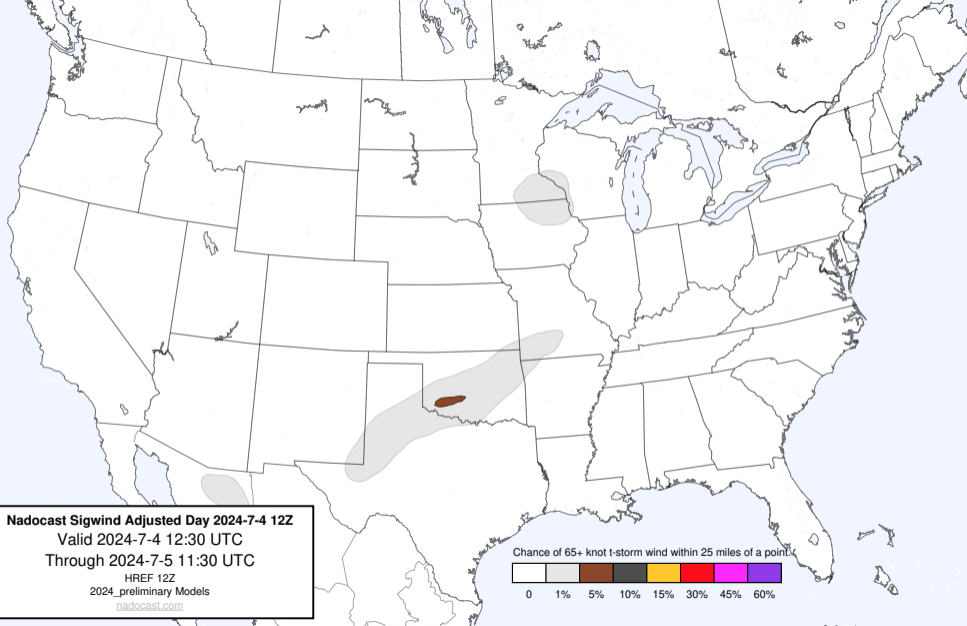 Nadocast Sigwind Adjusted Day 2024-7-4 12Z
Valid 2024-7-4 12:30 UTC
Through 2024-7-5 11:30 UTC
HREF 12Z
2024_preliminary Models
nadocast.com
Chance of 65+ knot t-storm wind within 25 miles of a point.
0 1% 5% 10% 15% 30% 45% 60%